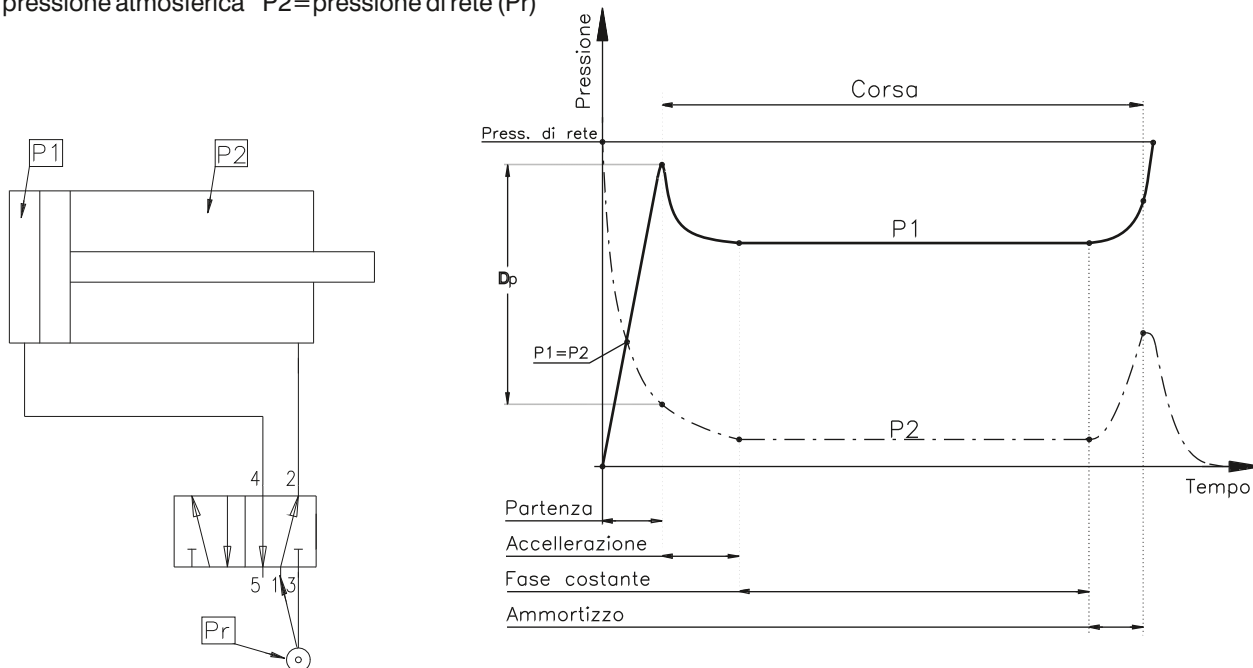 pressione atmosferica P2=pressione di rete (Pr)
Pressione
Corsa
Press. di rete
P1
P2
P1
Dp
P1=P2
P2
Tempo
4 2
5 1 3
Pr
Partenza
Accellerazione
Fase costante
Ammortizzo